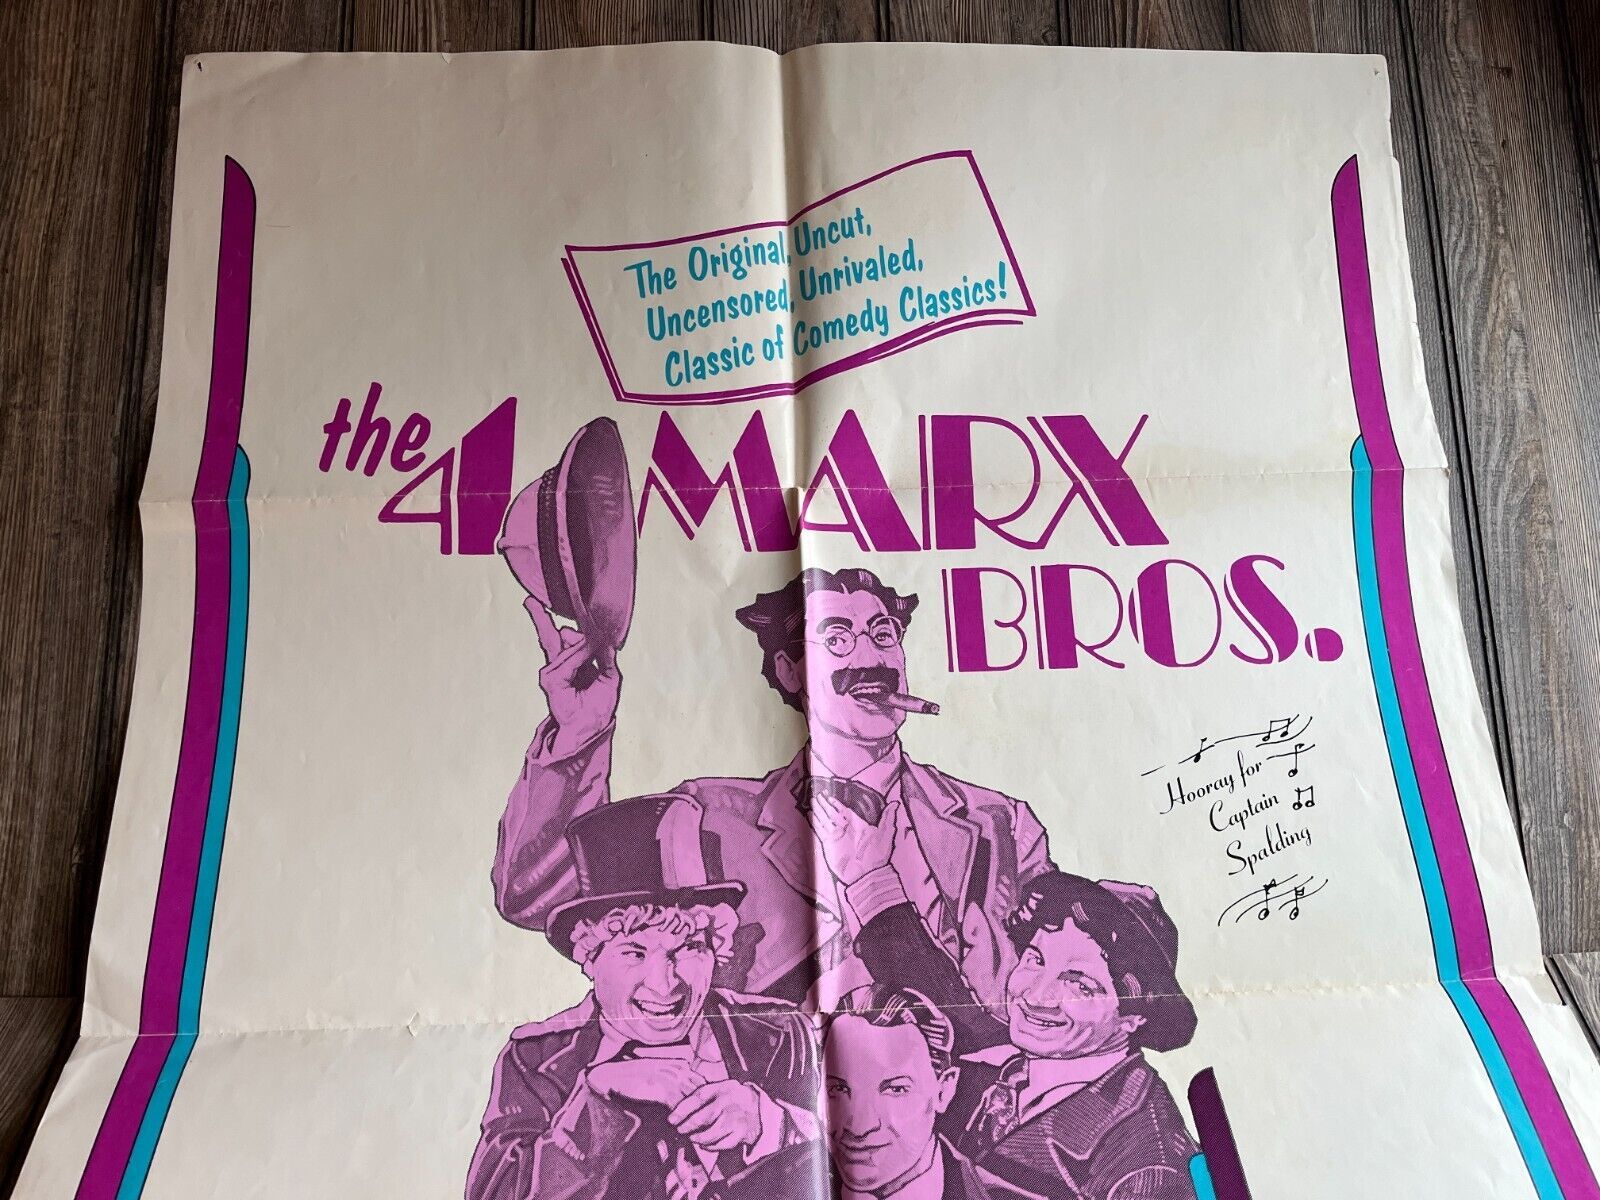 The Original, Uncut,
Uncensored, Unrivaled,
Classic of Comedy Classics!
the 4 MARX
BROS.
Hooray for
Captain
Spalding